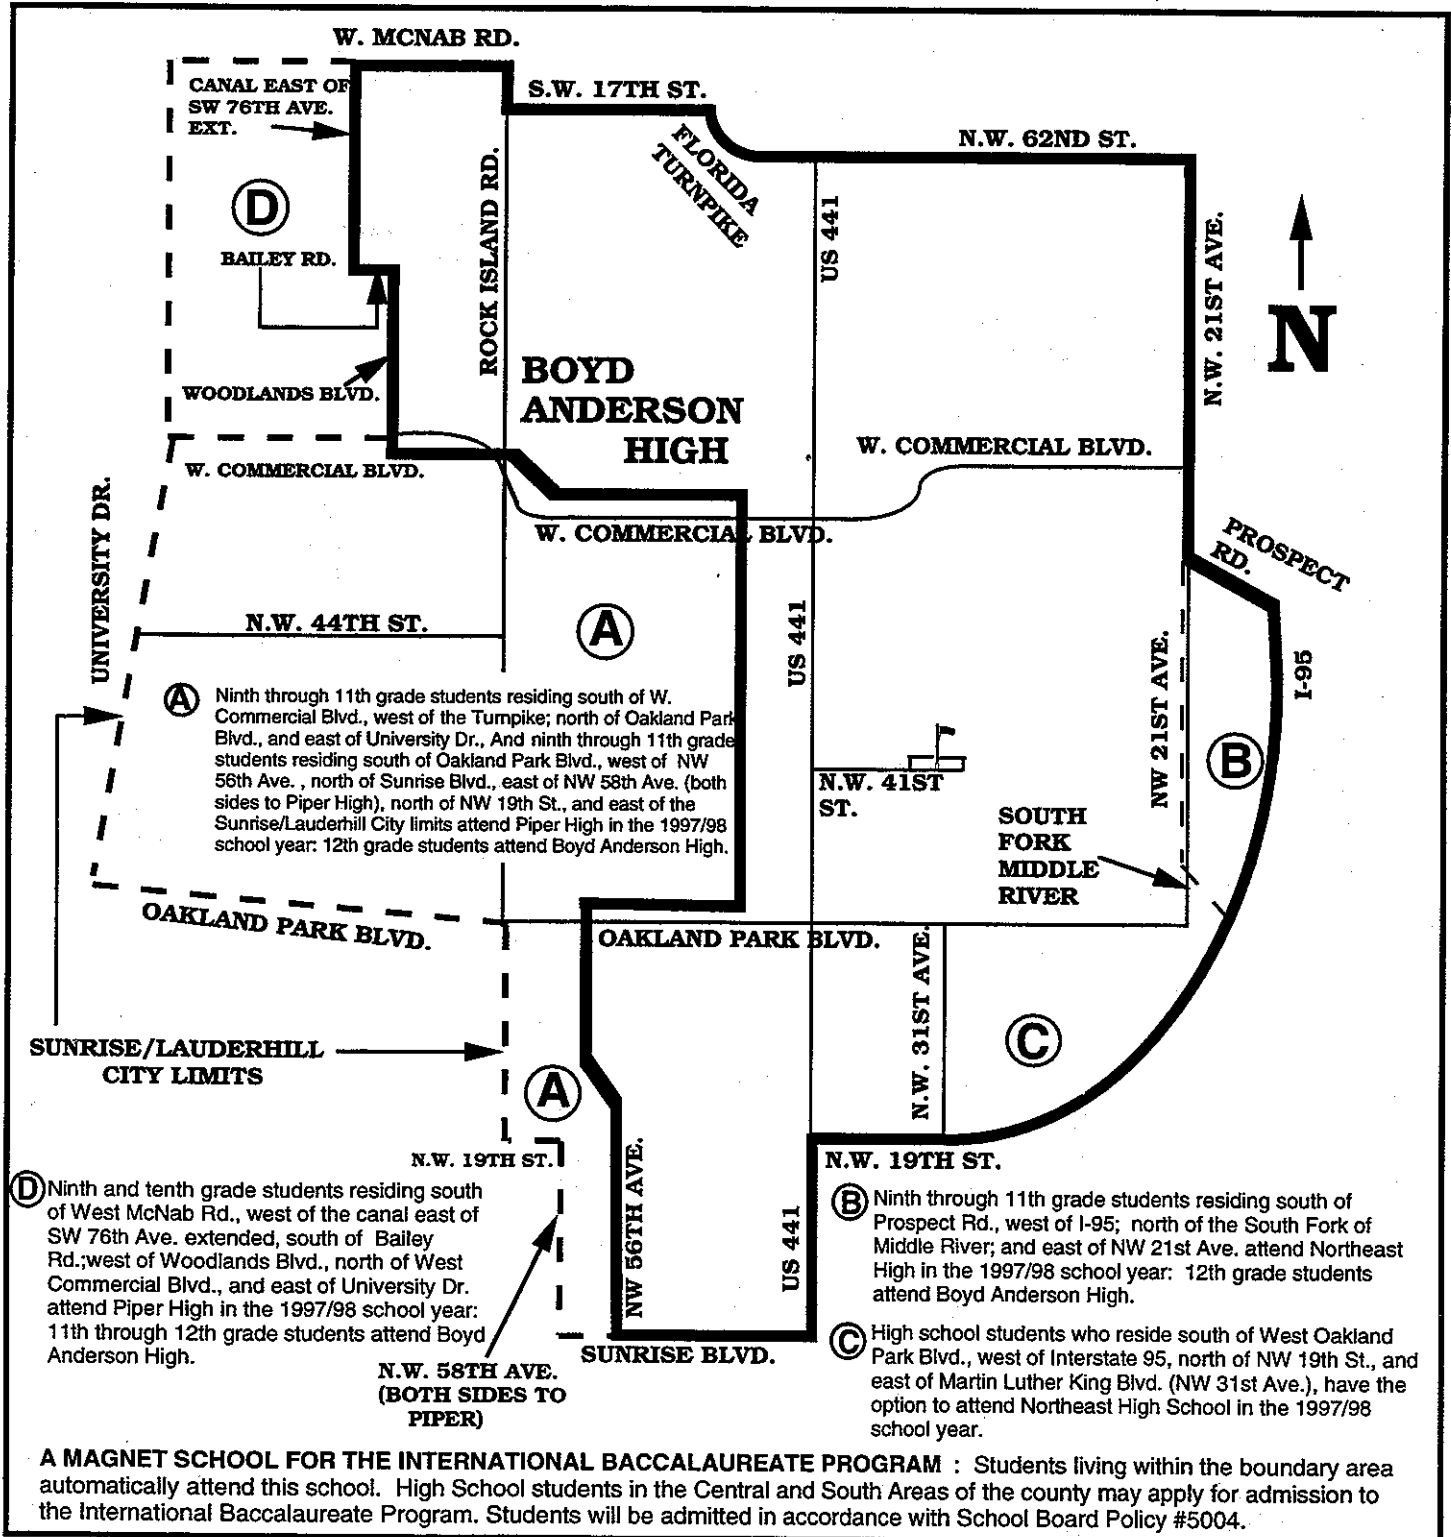 W. MCNAB RD.
CANAL EAST OF
SW 76TH AVE.
EXT.
S.W. 17TH ST.
FLORIDA
TURNPIKE
N.W. 62ND ST.
D
BAILEY RD.
ROCK ISLAND RD.
US 441
N.W. 21ST AVE.
N
WOODLANDS BLVD.
BOYD
ANDERSON
HIGH
W. COMMERCIAL BLVD.
W. COMMERCIAL BLVD.
W. COMMERCIAL BLVD.
UNIVERSITY DR.
PROSPECT
RD.
N.W. 44TH ST.
A
US 441
NW 21ST AVE.
I-95
A Ninth through 11th grade students residing south of W.
Commercial Blvd., west of the Turnpike; north of Oakland Park
Blvd., and east of University Dr., And ninth through 11th grade
students residing south of Oakland Park Blvd., west of NW
56th Ave. , north of Sunrise Blvd., east of NW 58th Ave. (both
sides to Piper High), north of NW 19th St., and east of the
Sunrise/Lauderhill City limits attend Piper High in the 1997/98
school year: 12th grade students attend Boyd Anderson High.
B
N.W. 41ST
ST.
SOUTH
FORK
MIDDLE
RIVER
OAKLAND PARK BLVD.
OAKLAND PARK BLVD.
N.W. 31ST AVE.
C
SUNRISE/LAUDERHILL
CITY LIMITS
A
N.W. 19TH ST.
N.W. 19TH ST.
NW 56TH AVE.
US 441
D Ninth and tenth grade students residing south
of West McNab Rd., west of the canal east of
SW 76th Ave. extended, south of Bailey
Rd.;west of Woodlands Blvd., north of West
Commercial Blvd., and east of University Dr.
attend Piper High in the 1997/98 school year:
11th through 12th grade students attend Boyd
Anderson High.
N.W. 58TH AVE.
(BOTH SIDES TO
PIPER)
SUNRISE BLVD.
B Ninth through 11th grade students residing south of
Prospect Rd., west of I-95; north of the South Fork of
Middle River; and east of NW 21st Ave. attend Northeast
High in the 1997/98 school year: 12th grade students
attend Boyd Anderson High.
C High school students who reside south of West Oakland
Park Blvd., west of Interstate 95, north of NW 19th St., and
east of Martin Luther King Blvd. (NW 31st Ave.), have the
option to attend Northeast High School in the 1997/98
school year.
A MAGNET SCHOOL FOR THE INTERNATIONAL BACCALAUREATE PROGRAM : Students living within the boundary area
automatically attend this school. High School students in the Central and South Areas of the county may apply for admission to
the International Baccalaureate Program. Students will be admitted in accordance with School Board Policy #5004.